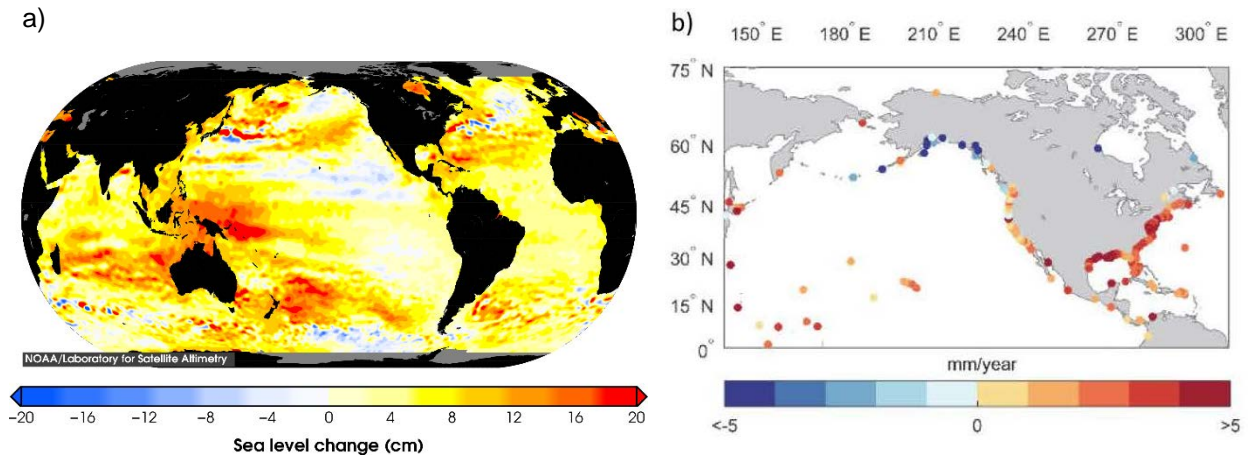 a)
NOAA/Laboratory for Satellite Altimetry
−20 −16 −12 −8 −4 0 4 8 12 16 20
Sea level change (cm)
b)
150° E 180° E 210° E 240° E 270° E 300° E
75° N
60° N
45° N
30° N
15° N
0°
mm/year
<-5 0 >5